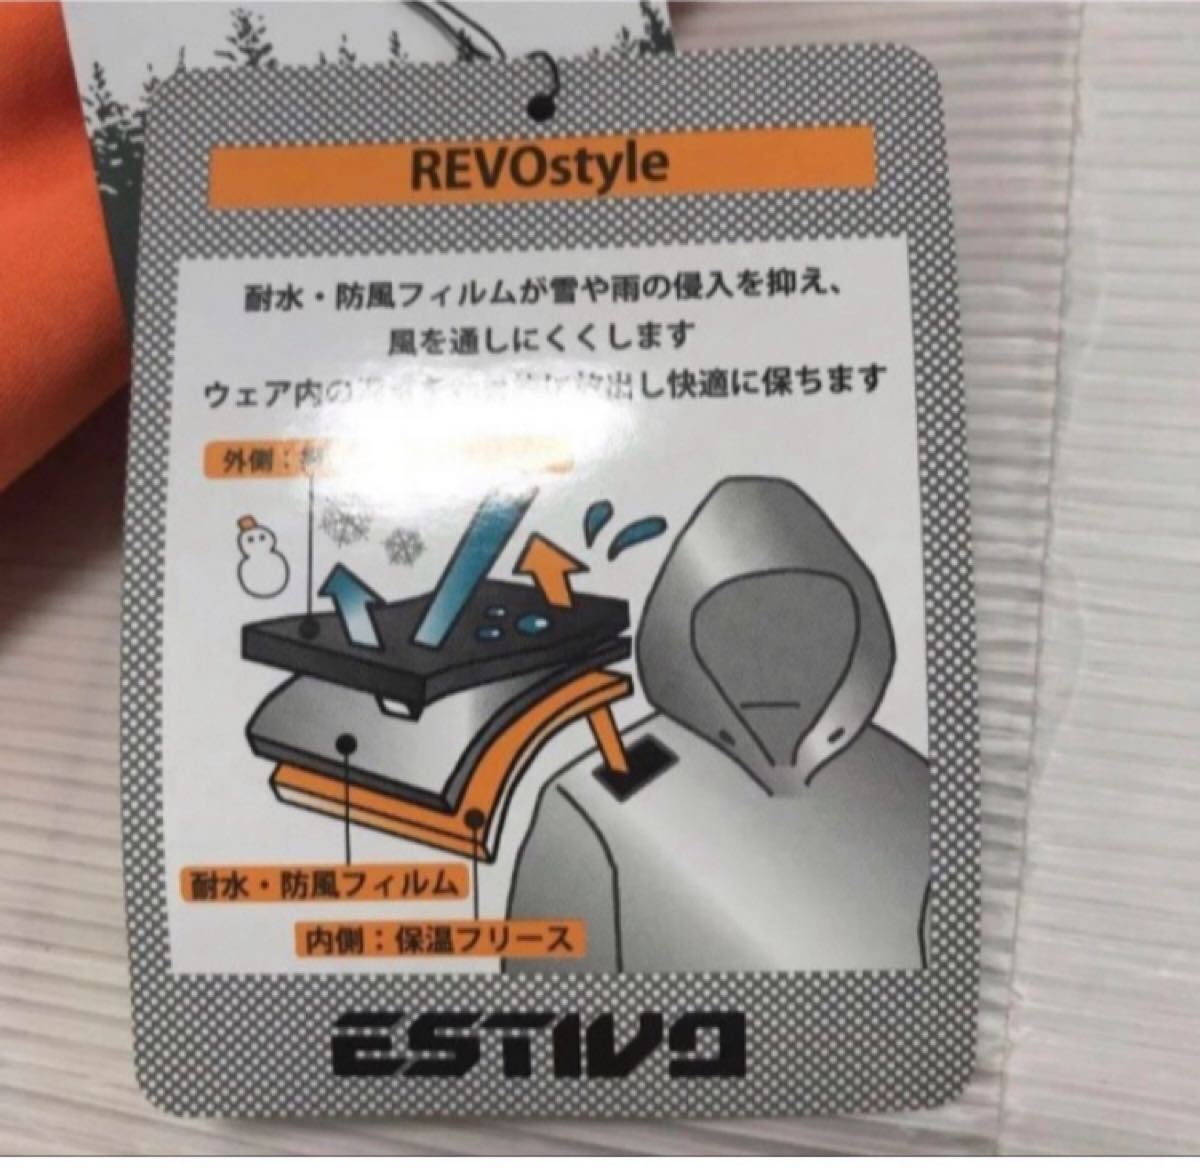 REVOstyle
耐水・防風フィルムが雪や雨の侵入を抑え、
風を通しにくくします
ウェア内の 放出し快適に保ちます
外側：
耐水・防風フィルム
内側：保温フリース
ESTIVO